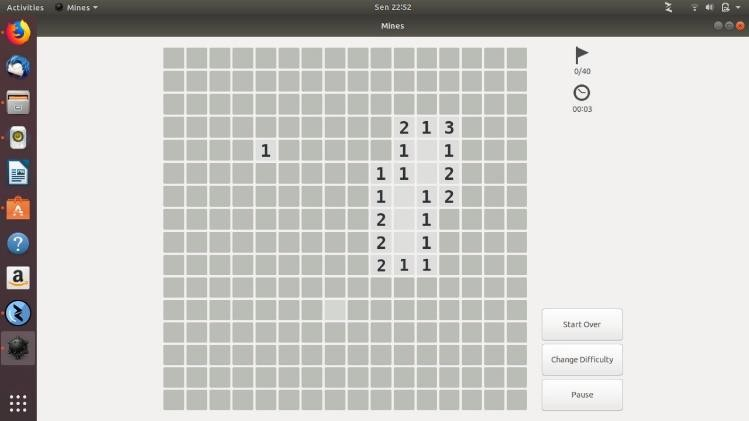 Activities Mines Sen 22:52
Mines
0/40
00:03
2 1 3
1 1 1
1 1 2
1 1 2
2 1
2 1
2 1 1
Start Over
Change Difficulty
Pause